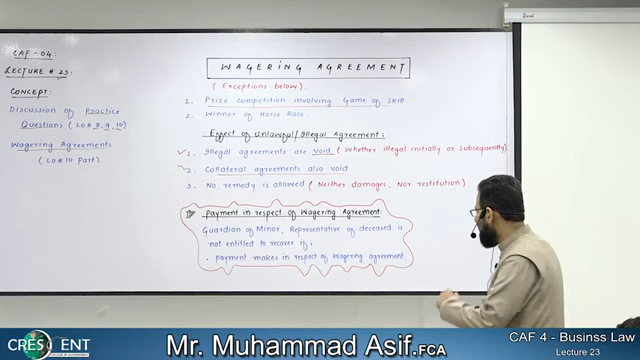 CAF - 04:
LECTURE # 23:
CONCEPT:
Discussion of practice
Questions (LO# 8, 9, 10).
Wagering Agreements
(LO# 10 Part).
WAGERING AGREEMENT
(Exceptions below).
1. Prize competition involving Game of skill.
2. Winner of Horse Race.
Effect of Unlawful/Illegal Agreement:
1. Illegal agreements are void (Whether illegal initially or subsequently).
2. Collateral agreements also void
3. No remedy is allowed (Neither damages, Nor restitution).
Payment in respect of Wagering Agreement:
Guardian of Minor, Representative of deceased is
not entitled to recover if;
. Payment makes in respect of Wagering agreement.
CRESCENT
COLLEGE OF ACCOUNTANCY
Mr. Muhammad Asif.FCA
CAF 4 - Businss Law
Lecture 23